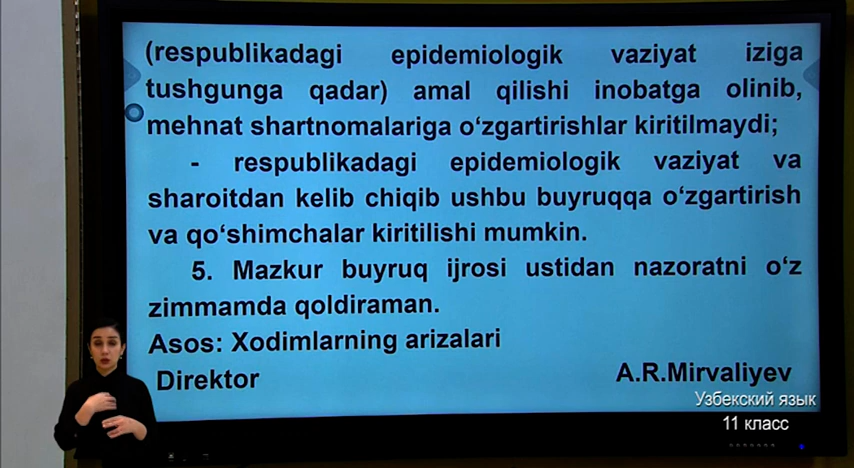 (respublikadagi epidemiologik vaziyat iziga
tushgunga qadar) amal qilishi inobatga olinib,
mehnat shartnomalariga o‘zgartirishlar kiritilmaydi;
- respublikadagi epidemiologik vaziyat va
sharoitdan kelib chiqib ushbu buyruqqa o‘zgartirish
va qo‘shimchalar kiritilishi mumkin.
5. Mazkur buyruq ijrosi ustidan nazoratni o‘z
zimmamda qoldiraman.
Asos: Xodimlarning arizalari
Direktor A.R.Mirvaliyev
Узбекский язык
11 класс